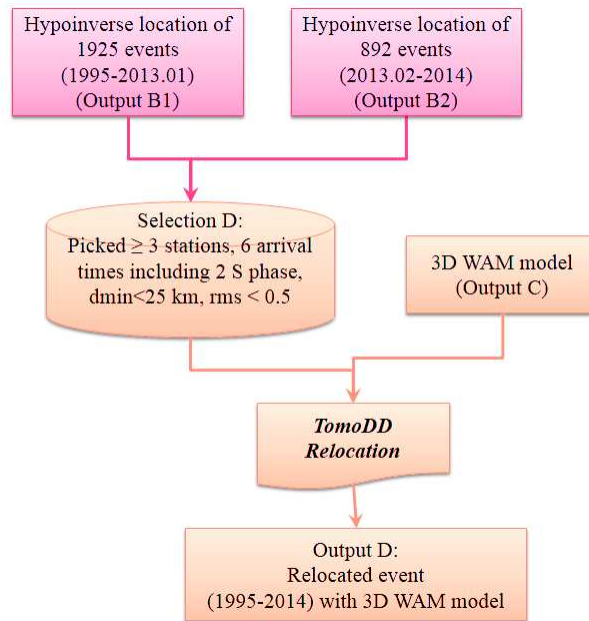 Hypoinverse location of
1925 events
(1995-2013.01)
(Output B1)
Hypoinverse location of
892 events
(2013.02-2014)
(Output B2)
Selection D:
Picked ≥ 3 stations, 6 arrival
times including 2 S phase,
dmin<25 km, rms < 0.5
3D WAM model
(Output C)
TomoDD
Relocation
Output D:
Relocated event
(1995-2014) with 3D WAM model